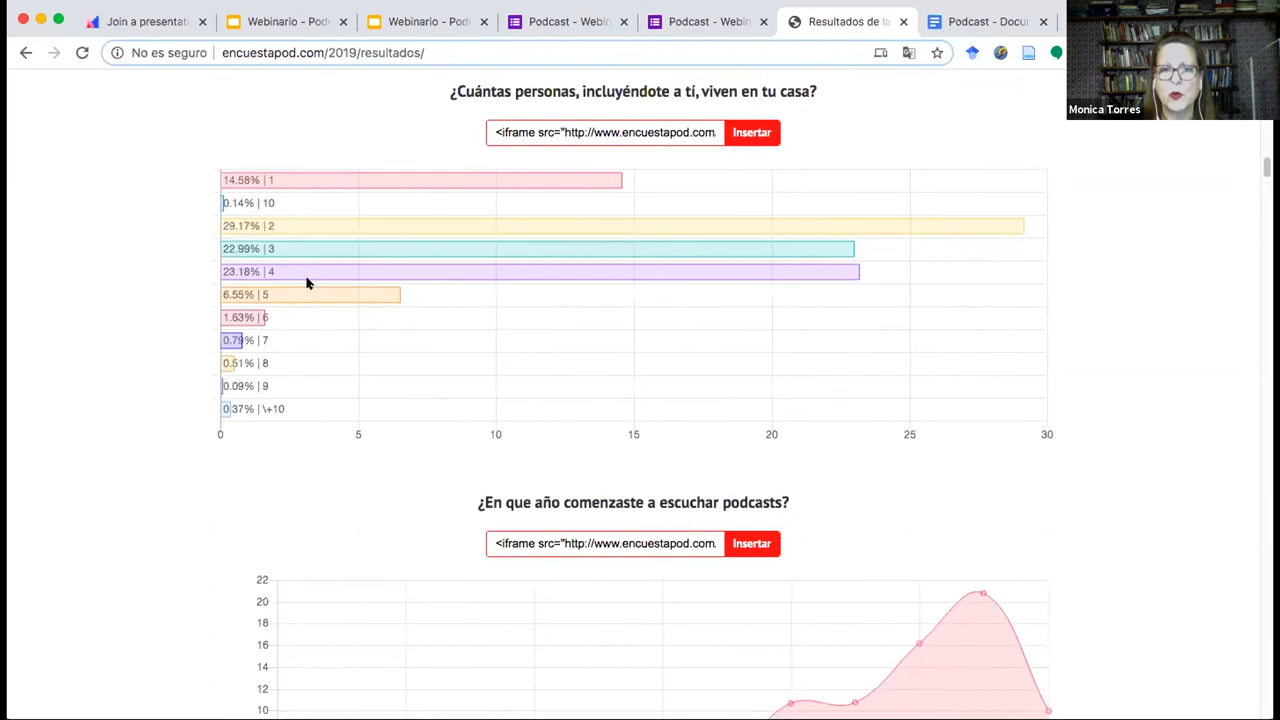 Join a presentati
Webinario - Pod
Webinario - Podc
Podcast - Webin
Podcast - Webin
Resultados de la
Podcast - Docu
No es seguro
encuestapod.com/2019/resultados/
Monica Torres
¿Cuántas personas, incluyéndote a tí, viven en tu casa?
<iframe src="http://www.encuestapod.com. Insertar
14.58% | 1
0.14% | 10
29.17% | 2
22.99% | 3
23.18% | 4
6.55% | 5
1.63% | 6
0.79% | 7
0.51% | 8
0.09% | 9
0.37% | \+10
0 5 10 15 20 25 30
¿En que año comenzaste a escuchar podcasts?
<iframe src="http://www.encuestapod.com. Insertar
22
20
18
16
14
12
10